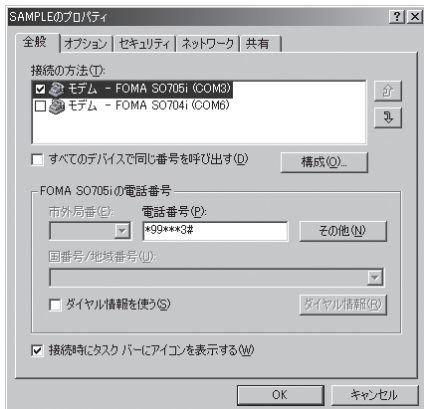 SAMPLEのプロパティ
全般 オプション セキュリティ ネットワーク 共有
接続の方法(T):
モデム - FOMA SO705i (COM3)
モデム - FOMA SO704i (COM6)
すべてのデバイスで同じ番号を呼び出す(D) 構成(O)...
FOMA SO705iの電話番号
市外局番(E): 電話番号(P):
*99***3# その他(N)
国番号/地域番号(U):
ダイヤル情報を使う(S) ダイヤル情報(R)
接続時にタスク バーにアイコンを表示する(W)
OK キャンセル